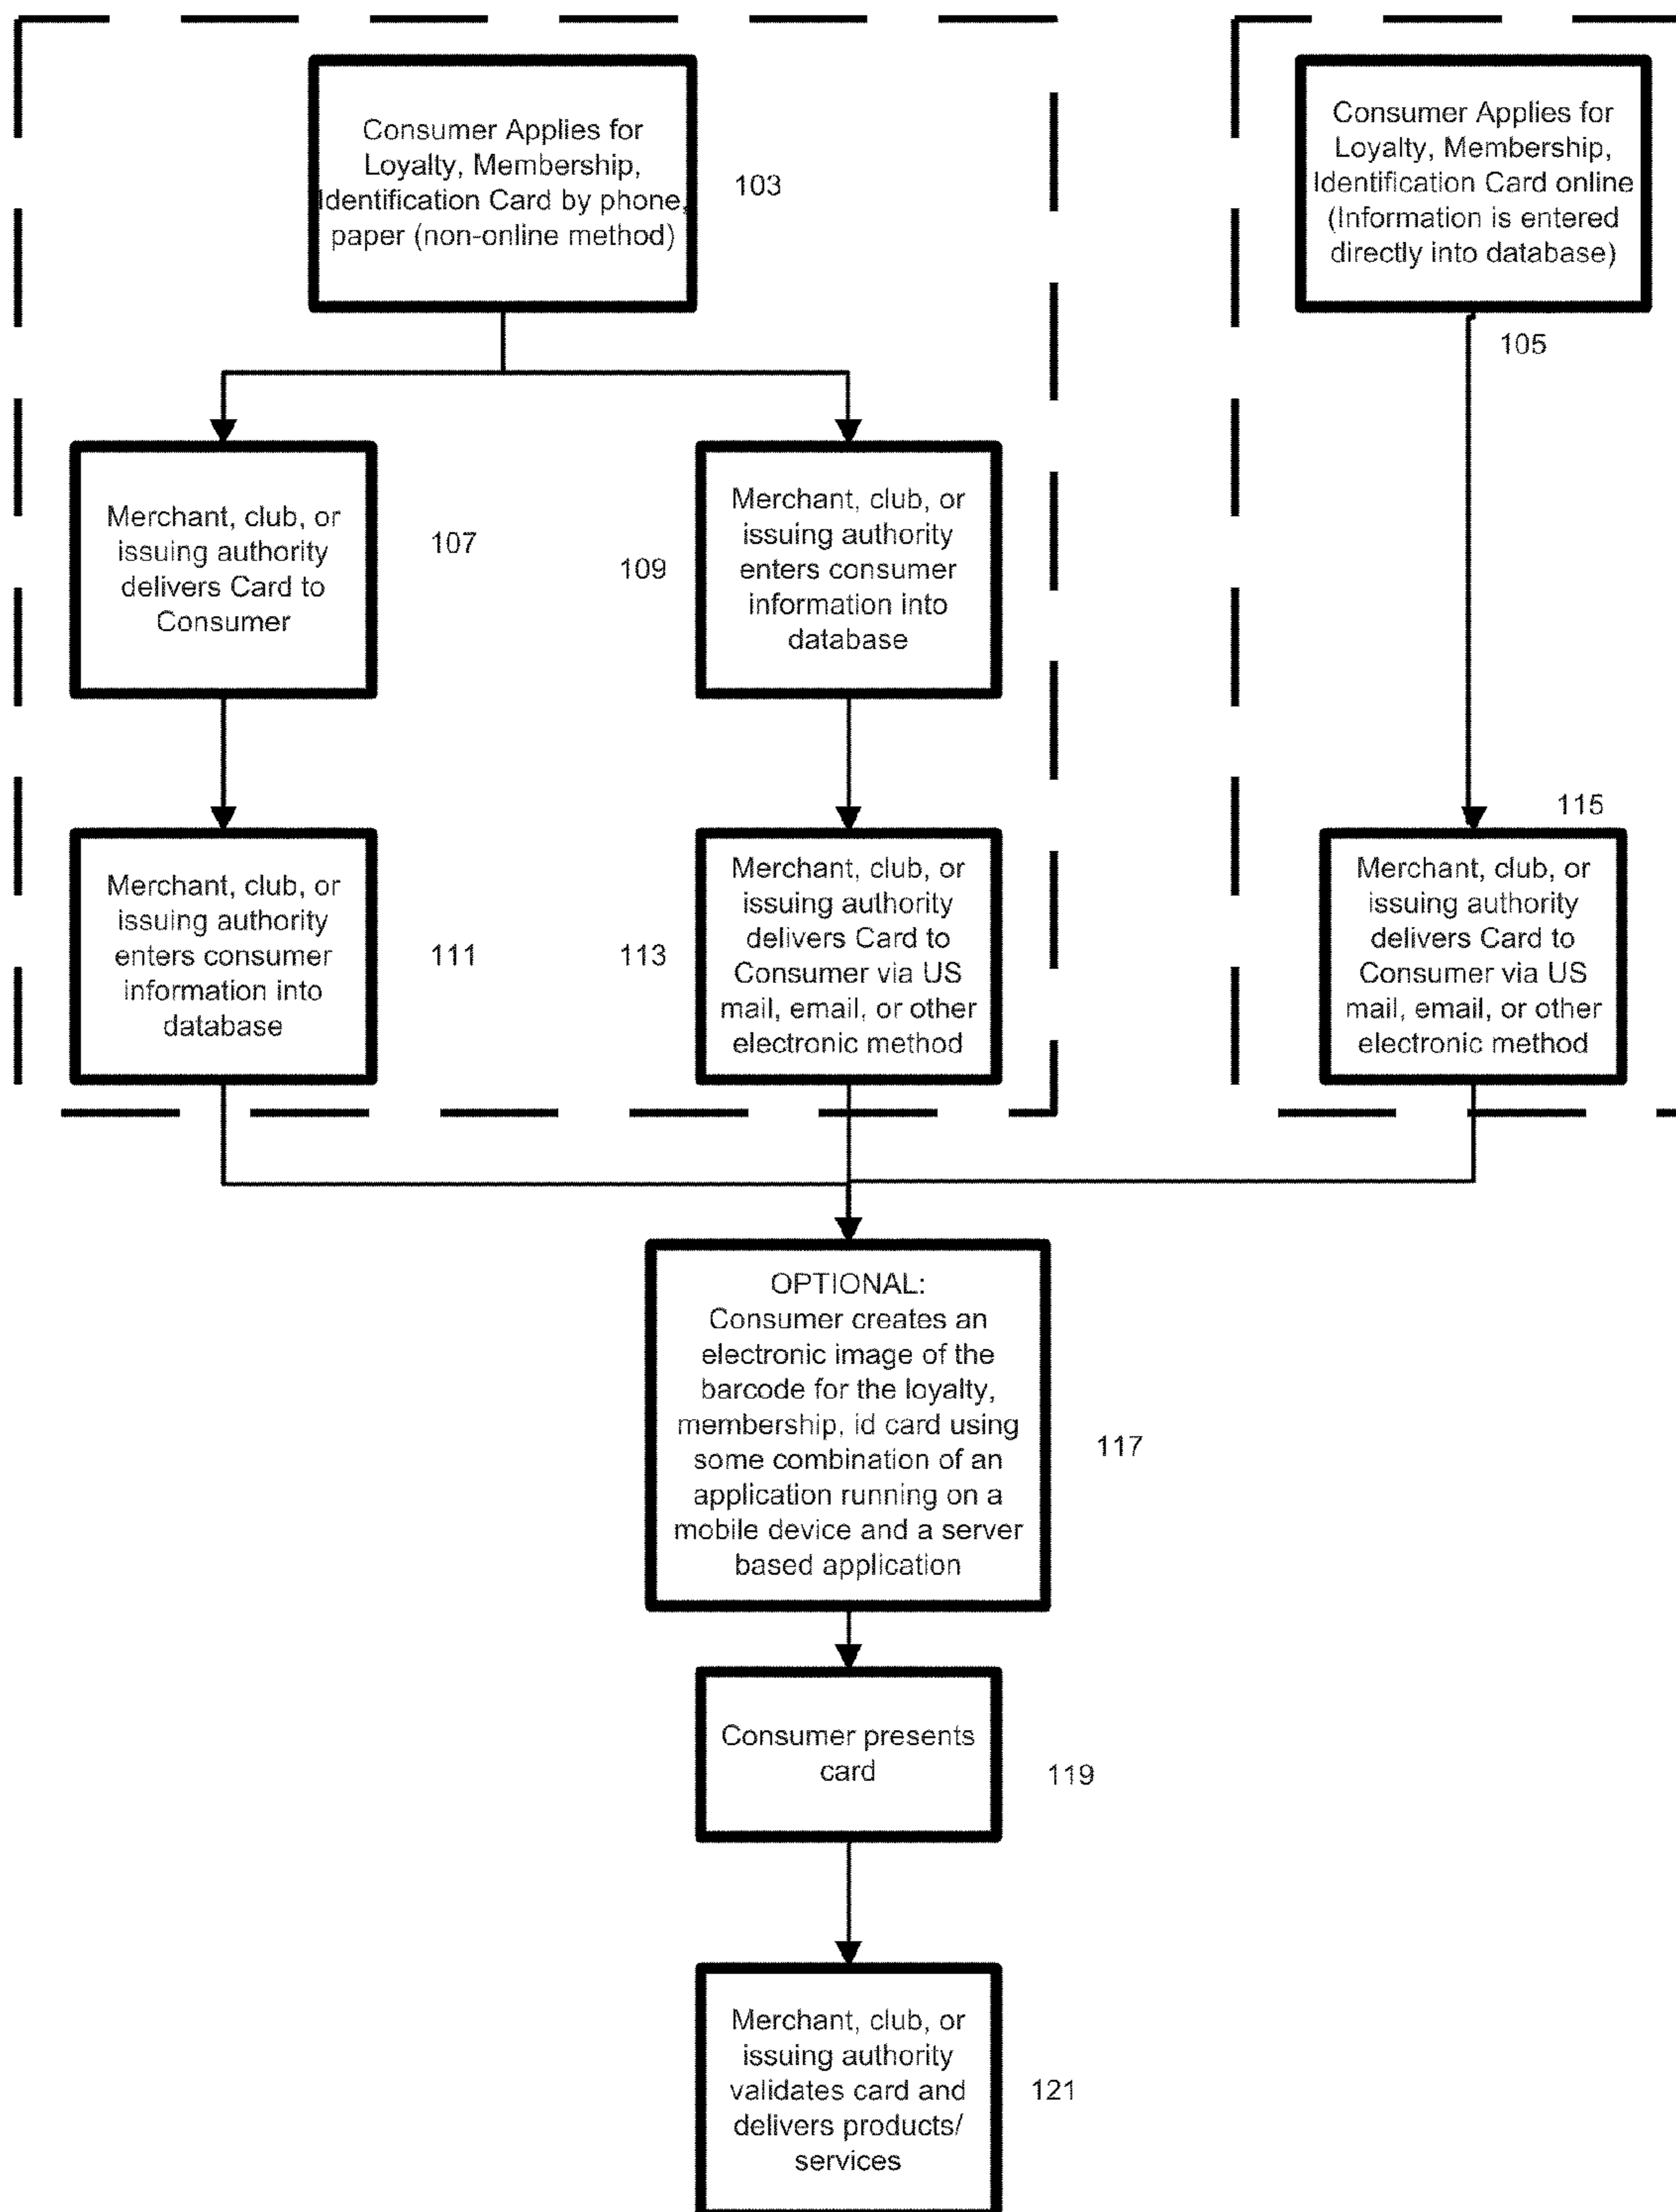 Consumer Applies for
Loyalty, Membership,
Identification Card by phone,
paper (non-online method)
103
Consumer Applies for
Loyalty, Membership,
Identification Card online
(Information is entered
directly into database)
105
Merchant, club, or
issuing authority
delivers Card to
Consumer
107
109
Merchant, club, or
issuing authority
enters consumer
information into
database
115
Merchant, club, or
issuing authority
enters consumer
information into
database
111
113
Merchant, club, or
issuing authority
delivers Card to
Consumer via US
mail, email, or other
electronic method
Merchant, club, or
issuing authority
delivers Card to
Consumer via US
mail, email, or other
electronic method
OPTIONAL:
Consumer creates an
electronic image of the
barcode for the loyalty,
membership, id card using
some combination of an
application running on a
mobile device and a server
based application
117
Consumer presents
card
119
Merchant, club, or
issuing authority
validates card and
delivers products/
services
121